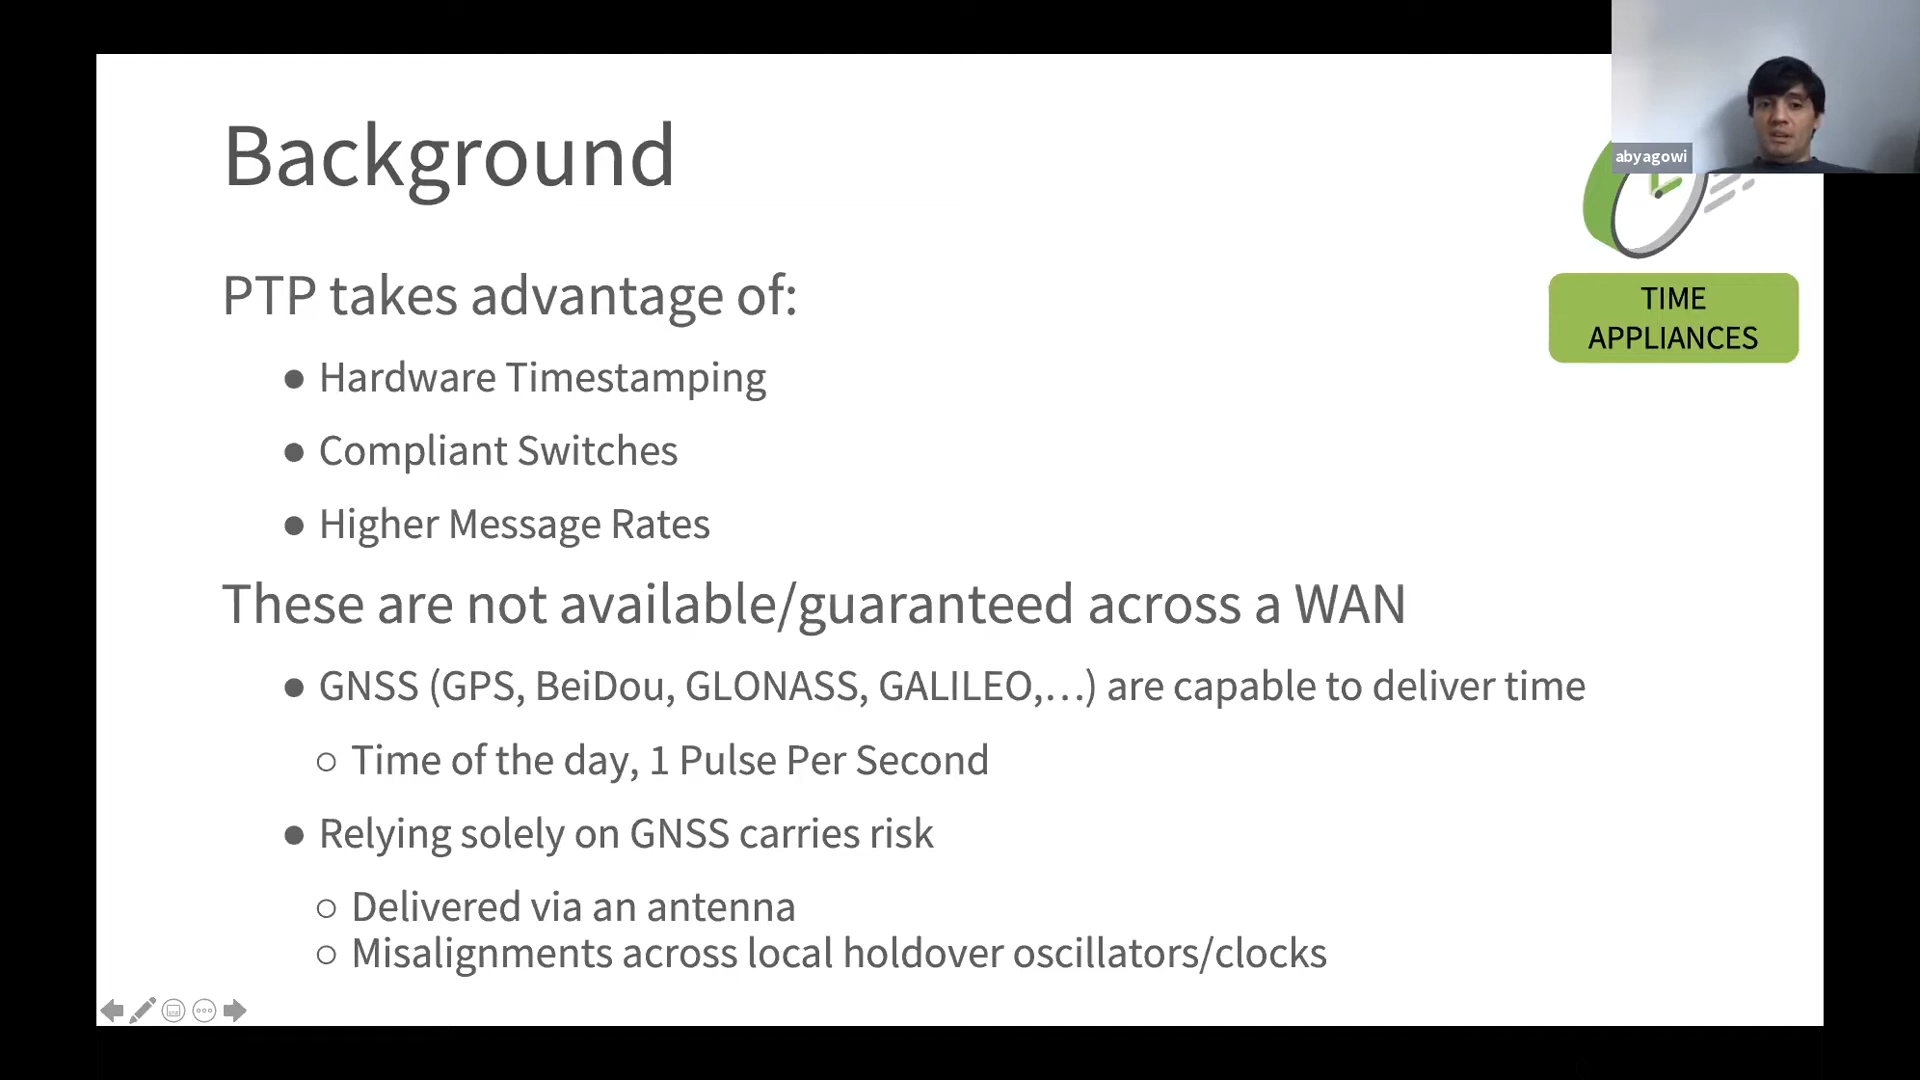 Background
abyagowi
TIME
APPLIANCES
PTP takes advantage of:
● Hardware Timestamping
● Compliant Switches
● Higher Message Rates
These are not available/guaranteed across a WAN
● GNSS (GPS, BeiDou, GLONASS, GALILEO,...) are capable to deliver time
○ Time of the day, 1 Pulse Per Second
● Relying solely on GNSS carries risk
○ Delivered via an antenna
○ Misalignments across local holdover oscillators/clocks